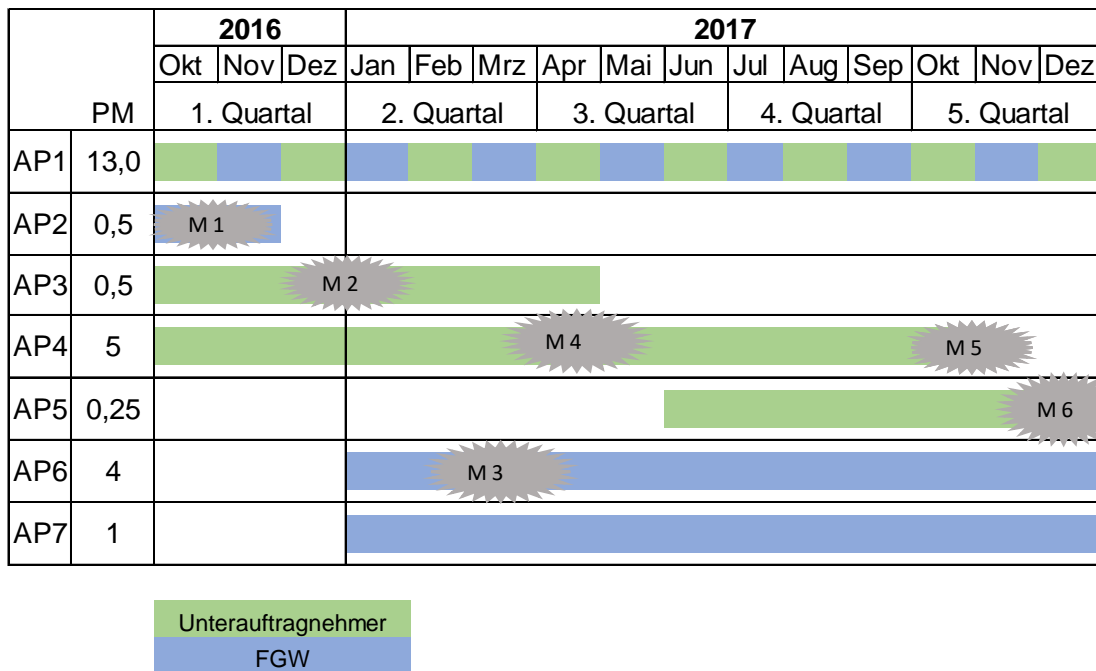 2016 2017
Okt Nov Dez Jan Feb Mrz Apr Mai Jun Jul Aug Sep Okt Nov Dez
PM 1. Quartal 2. Quartal 3. Quartal 4. Quartal 5. Quartal
AP1 13,0
AP2 0,5 M 1
AP3 0,5 M 2
AP4 5 M 4 M 5
AP5 0,25 M 6
AP6 4 M 3
AP7 1
Unterauftragnehmer
FGW